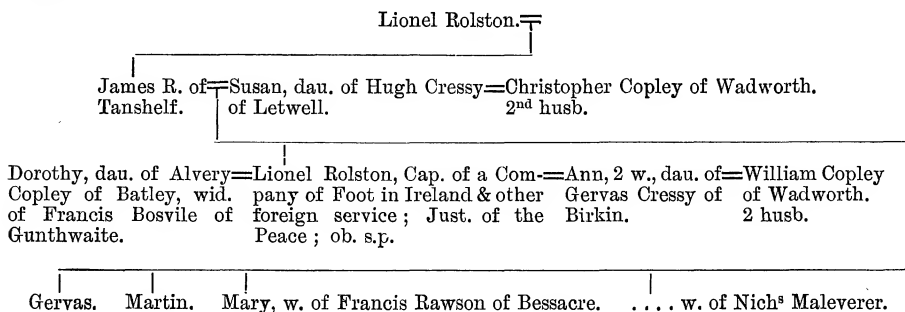 Lionel Rolston.
James R. of=Susan, dau. of Hugh Cressy=Christopher Copley of Wadworth.
Tanshelf. of Letwell. 2nd husb.
Dorothy, dau. of Alvery=Lionel Rolston, Cap. of a Com-=Ann, 2 w., dau. of=William Copley
Copley of Batley, wid. pany of Foot in Ireland & other Gervas Cressy of of Wadworth.
of Francis Bosvile of foreign service; Just. of the Birkin. 2 husb.
Gunthwaite. Peace; ob. s.p.
Gervas. Martin. Mary, w. of Francis Rawson of Bessacre. .... w. of Nichs Maleverer.